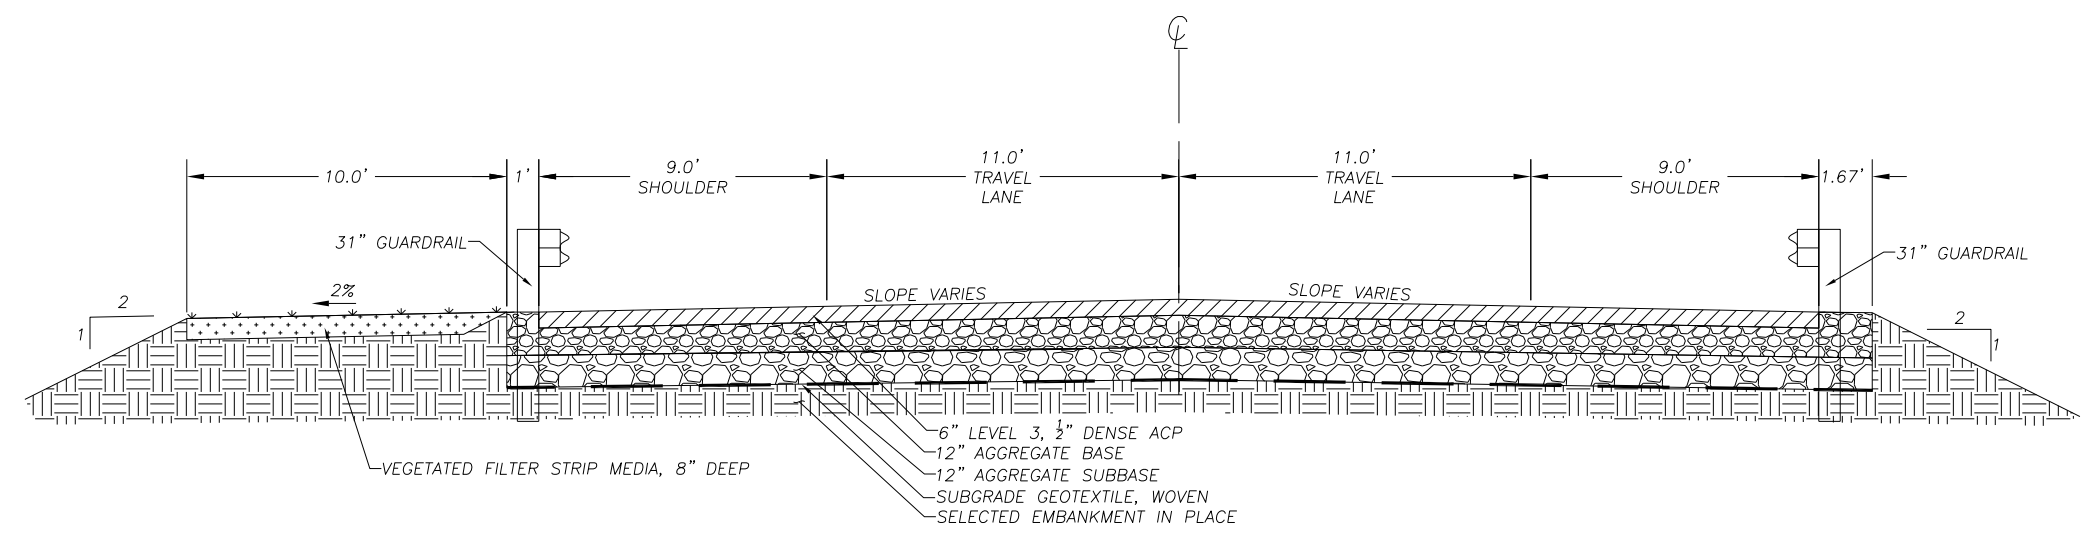 ℄
10.0'
1'
9.0'
SHOULDER
11.0'
TRAVEL
LANE
11.0'
TRAVEL
LANE
9.0'
SHOULDER
1.67'
31" GUARDRAIL
31" GUARDRAIL
2
1
2%
SLOPE VARIES
SLOPE VARIES
2
1
6" LEVEL 3, ½" DENSE ACP
12" AGGREGATE BASE
12" AGGREGATE SUBBASE
SUBGRADE GEOTEXTILE, WOVEN
SELECTED EMBANKMENT IN PLACE
VEGETATED FILTER STRIP MEDIA, 8" DEEP